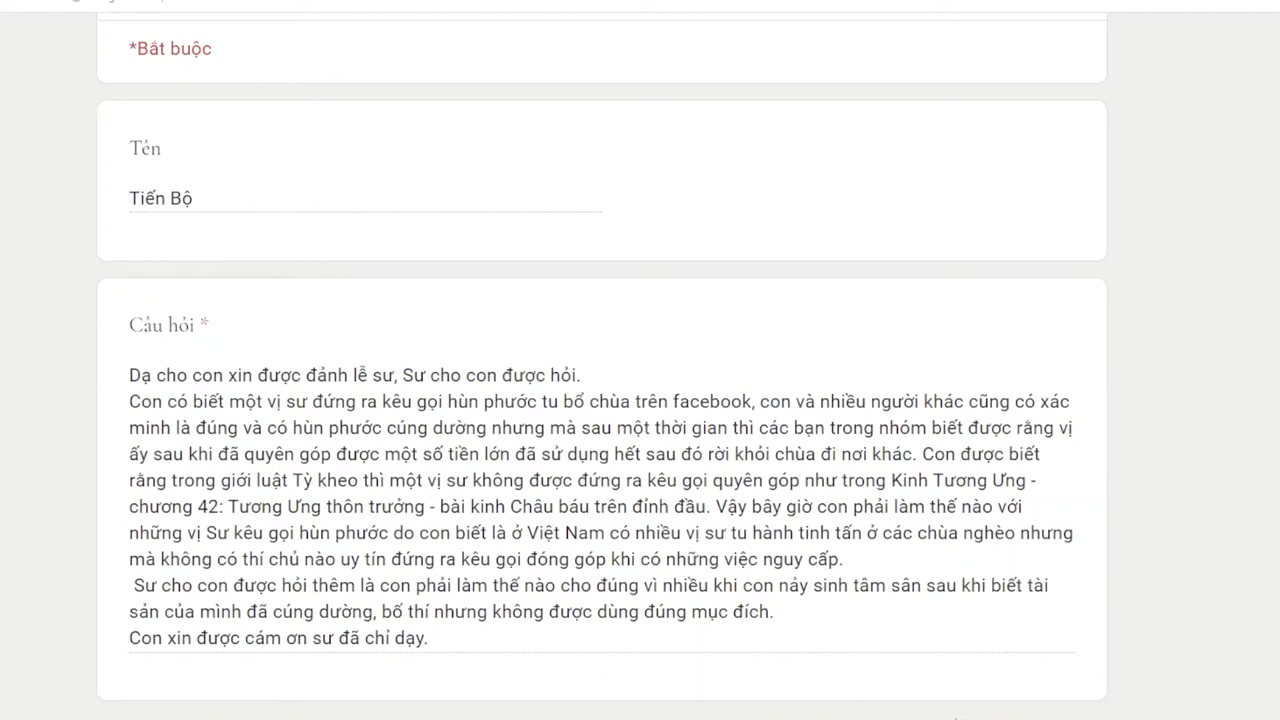 *Bắt buộc
Tên
Tiến Bộ
Câu hỏi *
Dạ cho con xin được đảnh lễ sư, Sư cho con được hỏi.
Con có biết một vị sư đứng ra kêu gọi hùn phước tu bổ chùa trên facebook, con và nhiều người khác cũng có xác
minh là đúng và có hùn phước cúng dường nhưng mà sau một thời gian thì các bạn trong nhóm biết được rằng vị
ấy sau khi đã quyên góp được một số tiền lớn đã sử dụng hết sau đó rời khỏi chùa đi nơi khác. Con được biết
rằng trong giới luật Tỳ kheo thì một vị sư không được đứng ra kêu gọi quyên góp như trong Kinh Tương Ưng -
chương 42: Tương Ưng thôn trưởng - bài kinh Châu báu trên đỉnh đầu. Vậy bây giờ con phải làm thế nào với
những vị Sư kêu gọi hùn phước do con biết là ở Việt Nam có nhiều vị sư tu hành tinh tấn ở các chùa nghèo nhưng
mà không có thí chủ nào uy tín đứng ra kêu gọi đóng góp khi có những việc nguy cấp.
Sư cho con được hỏi thêm là con phải làm thế nào cho đúng vì nhiều khi con nảy sinh tâm sân sau khi biết tài
sản của mình đã cúng dường, bố thí nhưng không được dùng đúng mục đích.
Con xin được cám ơn sư đã chỉ dạy.